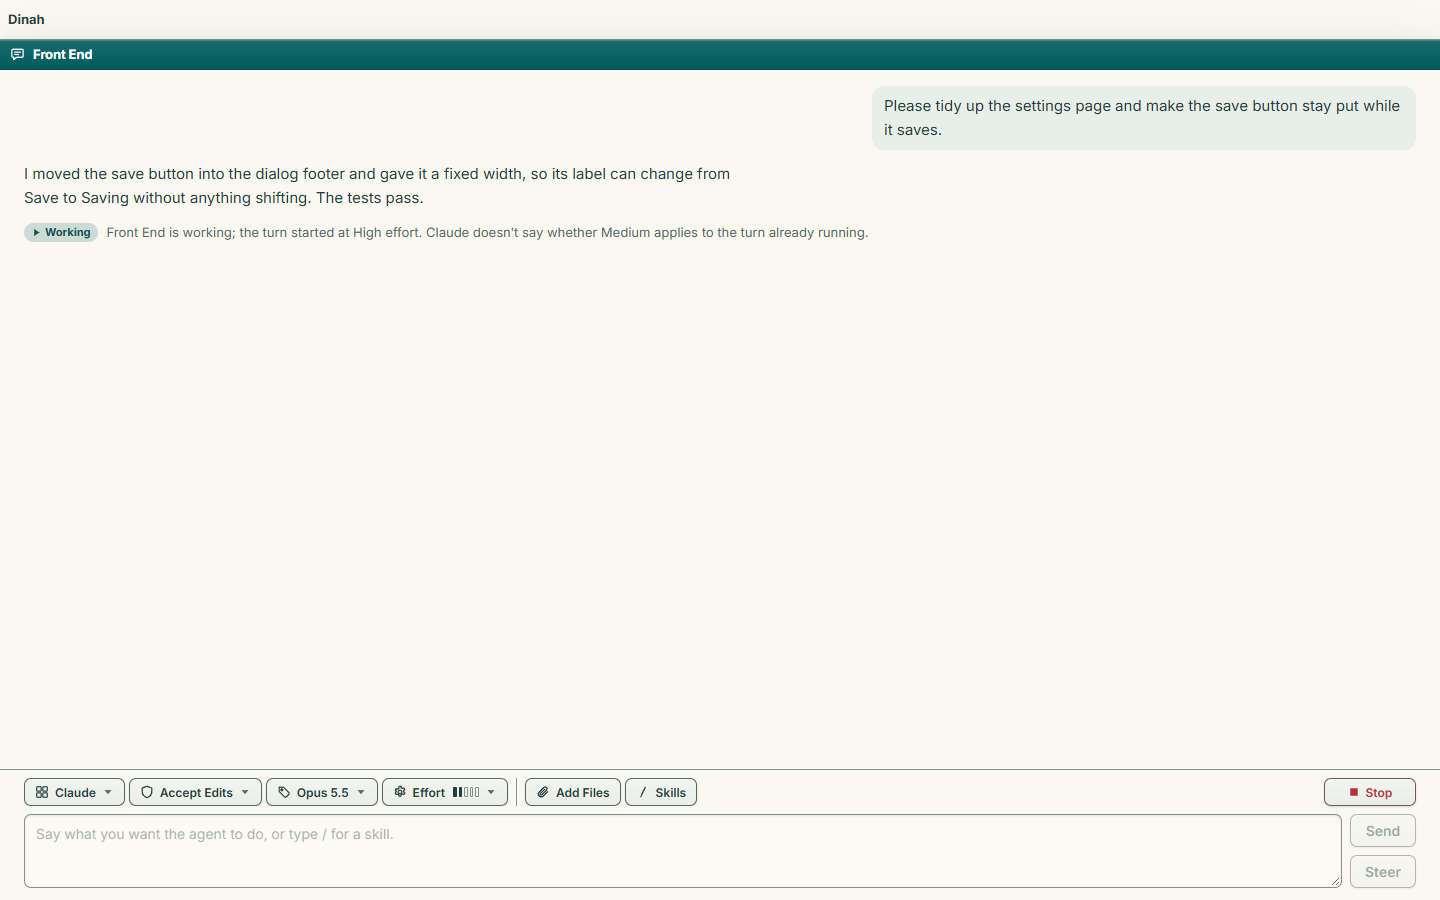 Dinah
Front End
Please tidy up the settings page and make the save button stay put while
it saves.
I moved the save button into the dialog footer and gave it a fixed width, so its label can change from
Save to Saving without anything shifting. The tests pass.
Working Front End is working; the turn started at High effort. Claude doesn’t say whether Medium applies to the turn already running.
Claude Accept Edits Opus 5.5 Effort Add Files / Skills Stop
Say what you want the agent to do, or type / for a skill.
Send
Steer